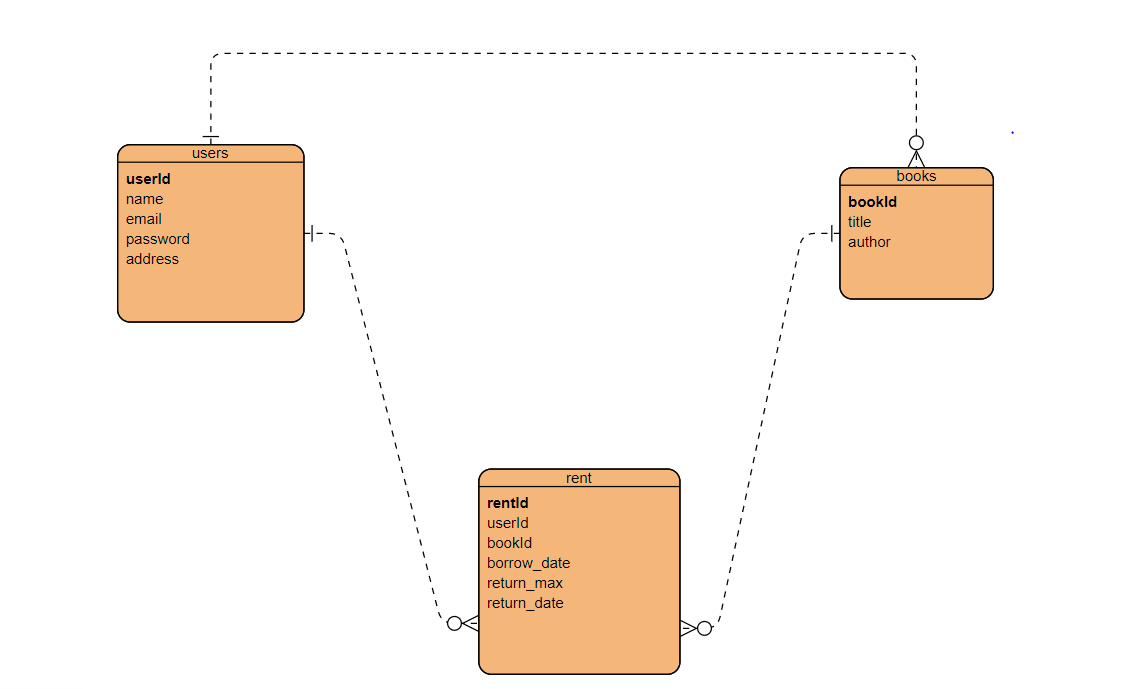 users
userId
name
email
password
address
books
bookId
title
author
rent
rentId
userId
bookId
borrow_date
return_max
return_date